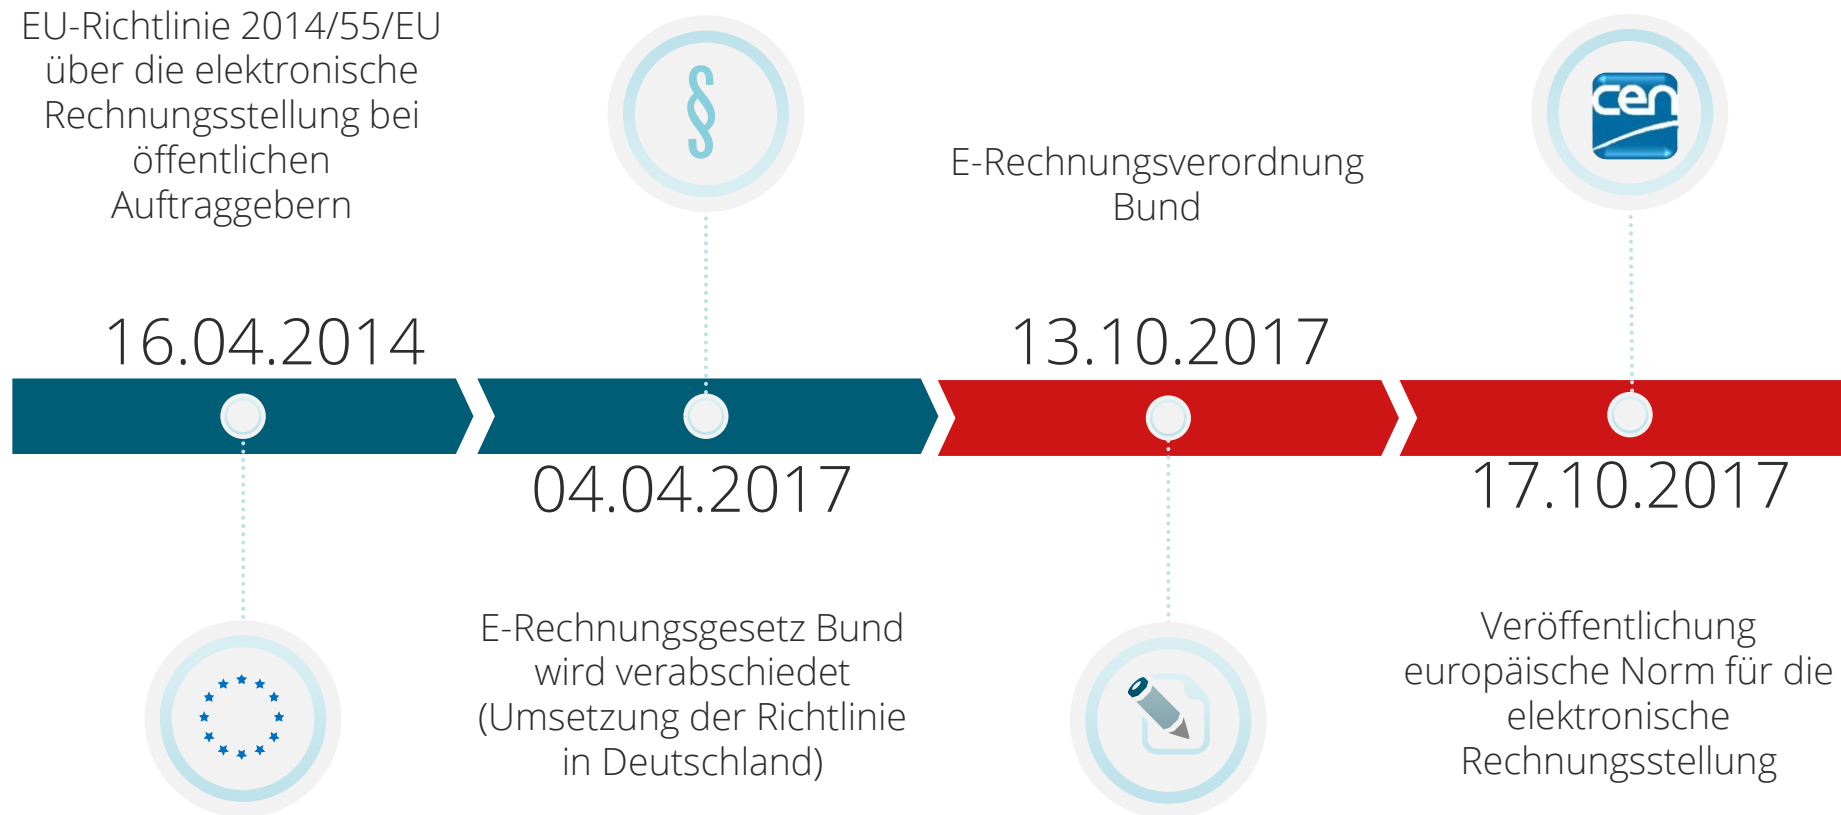 EU-Richtlinie 2014/55/EU
über die elektronische
Rechnungsstellung bei
öffentlichen
Auftraggebern
16.04.2014
§
04.04.2017
E-Rechnungsgesetz Bund
wird verabschiedet
(Umsetzung der Richtlinie
in Deutschland)
E-Rechnungsverordnung
Bund
13.10.2017
cen
17.10.2017
Veröffentlichung
europäische Norm für die
elektronische
Rechnungsstellung